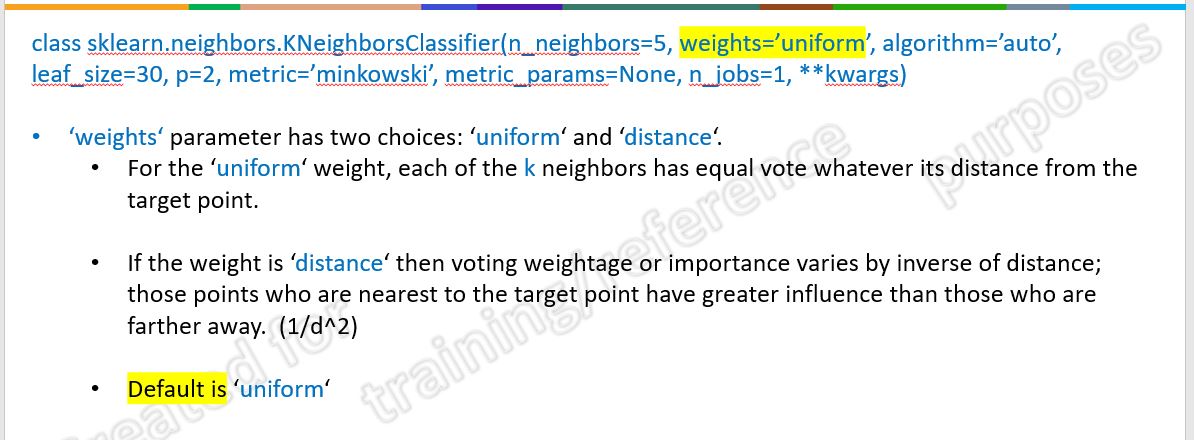 class sklearn.neighbors.KNeighborsClassifier(n_neighbors=5, weights=’uniform’, algorithm=’auto’,
leaf_size=30, p=2, metric=’minkowski’, metric_params=None, n_jobs=1, **kwargs)
• ‘weights‘ parameter has two choices: ‘uniform‘ and ‘distance‘.
• For the ‘uniform‘ weight, each of the k neighbors has equal vote whatever its distance from the
target point.
• If the weight is ‘distance‘ then voting weightage or importance varies by inverse of distance;
those points who are nearest to the target point have greater influence than those who are
farther away. (1/d^2)
• Default is ‘uniform‘
for
training/reference
purposes